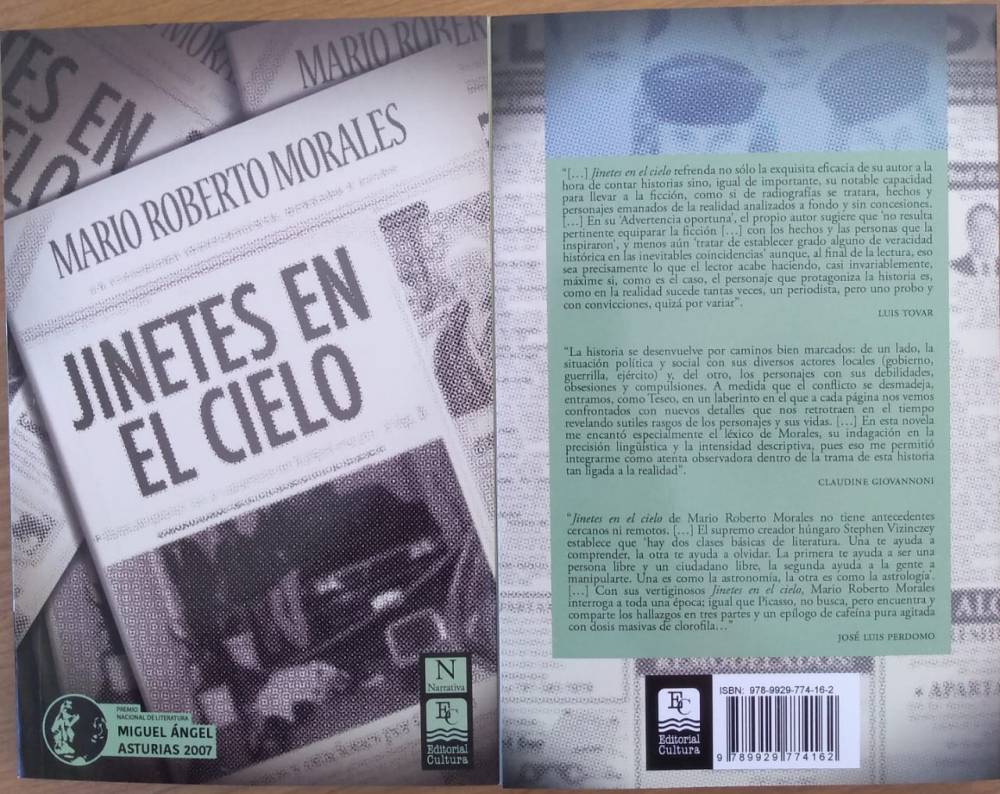 MARIO ROBERTO MORALES
JINETES EN
EL CIELO
PREMIO
NACIONAL DE LITERATURA
MIGUEL ÁNGEL
ASTURIAS 2007
N
Narrativa
EC
Editorial
Cultura
MARIO ROBER
MORA
ES EN
"[…] Jinetes en el cielo refrenda no sólo la exquisita eficacia de su autor a la
hora de contar historias sino, igual de importante, su notable capacidad
para llevar a la ficción, como si de radiografías se tratara, hechos y
personajes emanados de la realidad analizados a fondo y sin concesiones.
[…] En su 'Advertencia oportuna', el propio autor sugiere que 'no resulta
pertinente equiparar la ficción […] con los hechos y las personas que la
inspiraron', y menos aún 'tratar de establecer grado alguno de veracidad
histórica en las inevitables coincidencias' aunque, al final de la lectura, eso
sea precisamente lo que el lector acabe haciendo, casi invariablemente,
máxime si, como es el caso, el personaje que protagoniza la historia es,
como en la realidad sucede tantas veces, un periodista, pero uno probo y
con convicciones, quizá por variar".
LUIS TOVAR
"La historia se desenvuelve por caminos bien marcados: de un lado, la
situación política y social con sus diversos actores locales (gobierno,
guerrilla, ejército) y, del otro, los personajes con sus debilidades,
obsesiones y compulsiones. A medida que el conflicto se desmadeja,
entramos, como Teseo, en un laberinto en el que a cada página nos vemos
confrontados con nuevos detalles que nos retrotraen en el tiempo
revelando sutiles rasgos de los personajes y sus vidas. […] En esta novela
me encantó especialmente el léxico de Morales, su indagación en la
precisión lingüística y la intensidad descriptiva, pues eso me permitió
integrarme como atenta observadora dentro de la trama de esta historia
tan ligada a la realidad".
CLAUDINE GIOVANNONI
"Jinetes en el cielo de Mario Roberto Morales no tiene antecedentes
cercanos ni remotos. […] El supremo creador húngaro Stephen Vizinczey
establece que 'hay dos clases básicas de literatura. Una te ayuda a
comprender, la otra te ayuda a olvidar. La primera te ayuda a ser una
persona libre y un ciudadano libre, la segunda ayuda a la gente a
manipularte. Una es como la astronomía, la otra es como la astrología'.
[…] Con sus vertiginosos Jinetes en el cielo, Mario Roberto Morales
interroga a toda una época; igual que Picasso, no busca, pero encuentra y
comparte los hallazgos en tres partes y un epílogo de cafeína pura agitada
con dosis masivas de clorofila…"
JOSÉ LUIS PERDOMO
EC
Editorial
Cultura
ISBN: 978-9929-774-16-2
9 789929 774162